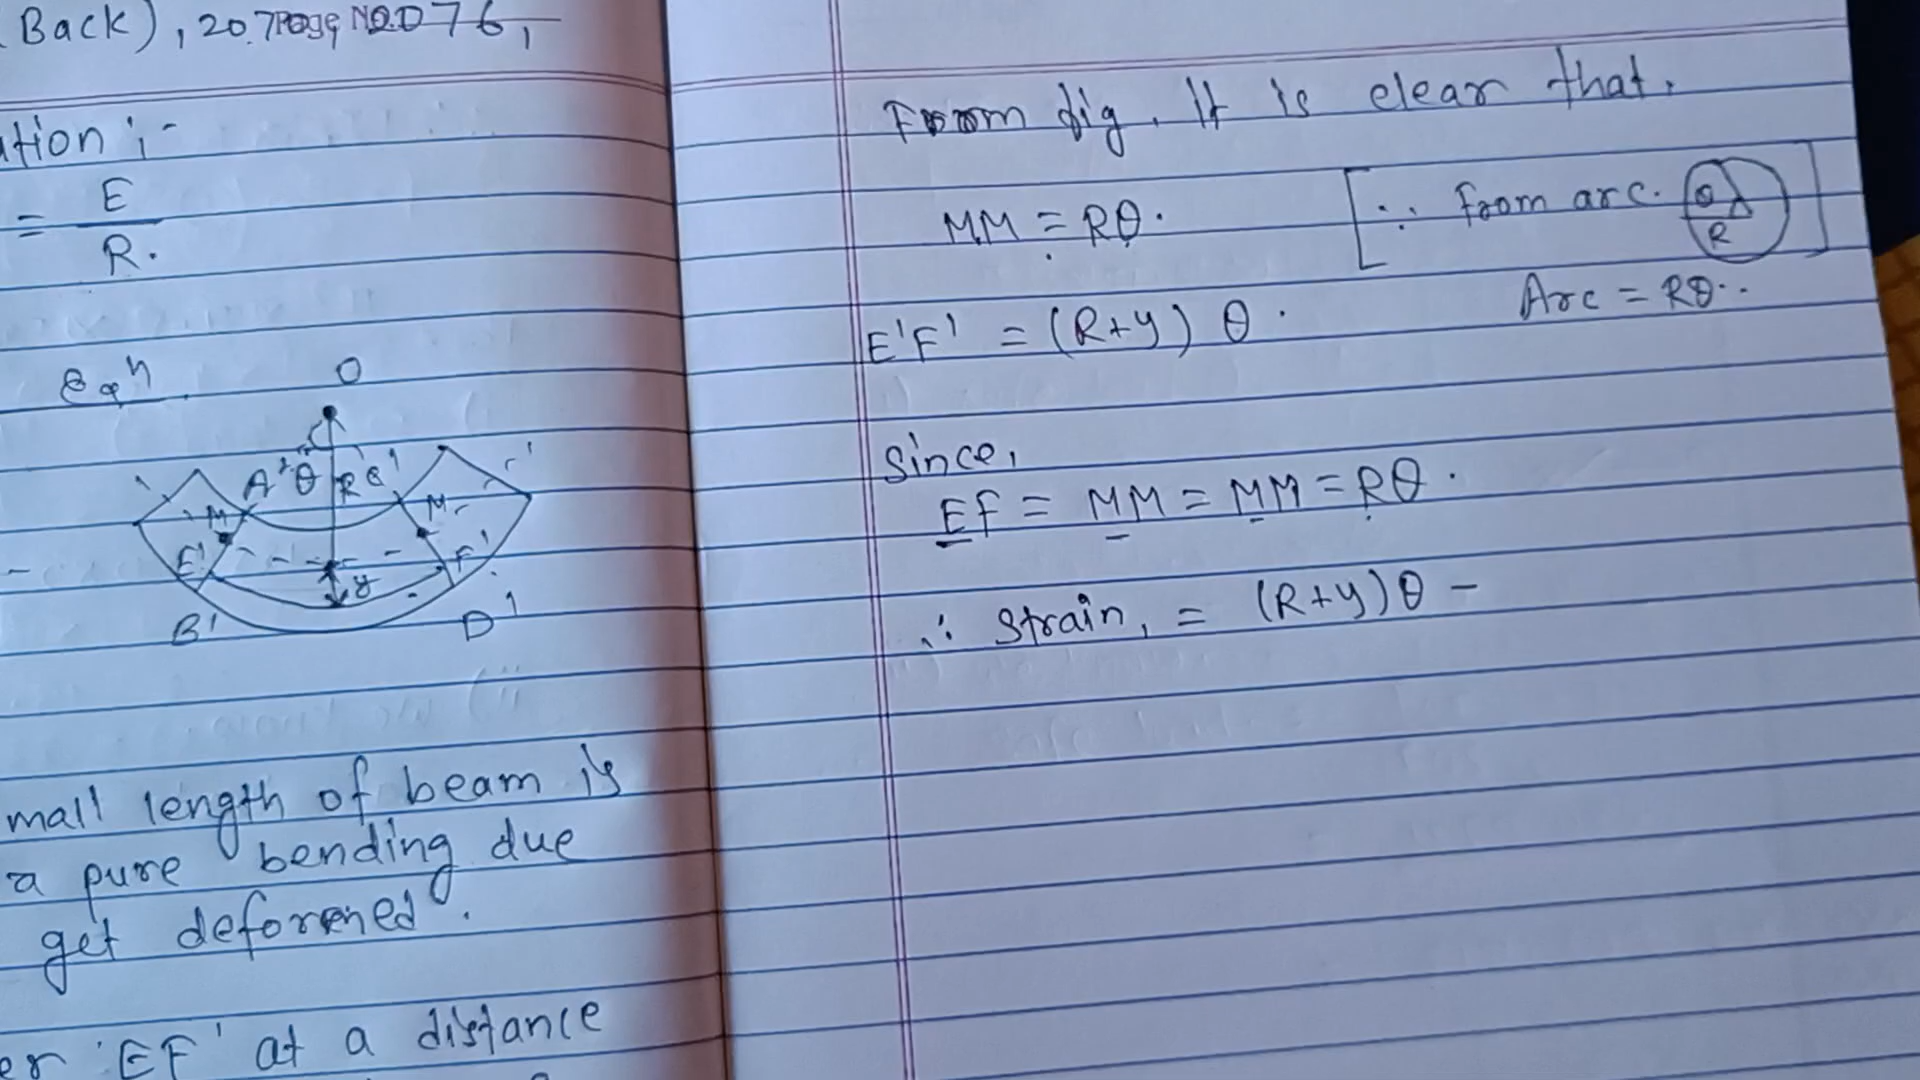 Back), 20. 2076,
ation :-
= E
R.
From fig. It is clear that.
MM = Rθ.
[∵ from arc. θ
R ]
Arc = Rθ..
E'F' = (R+y) θ.
eqⁿ.
O
A' θ R C'
M M
E' F'
y
B' D'
Since,
EF = MM = MM = Rθ.
∴ Strain, = (R+y)θ -
mall length of beam is
a pure bending due
get deformed.
er 'EF' at a distance